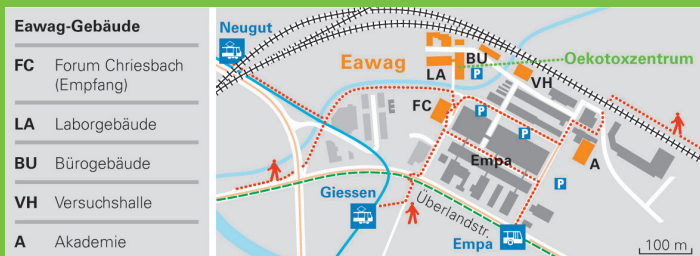 Eawag-Gebäude
FC Forum Chriesbach
(Empfang)
LA Laborgebäude
BU Bürogebäude
VH Versuchshalle
A Akademie
Neugut
Eawag
BU
Oekotoxzentrum
LA
P
VH
FC
P
P
Empa
A
P
Giessen
Überlandstr.
Empa
100 m